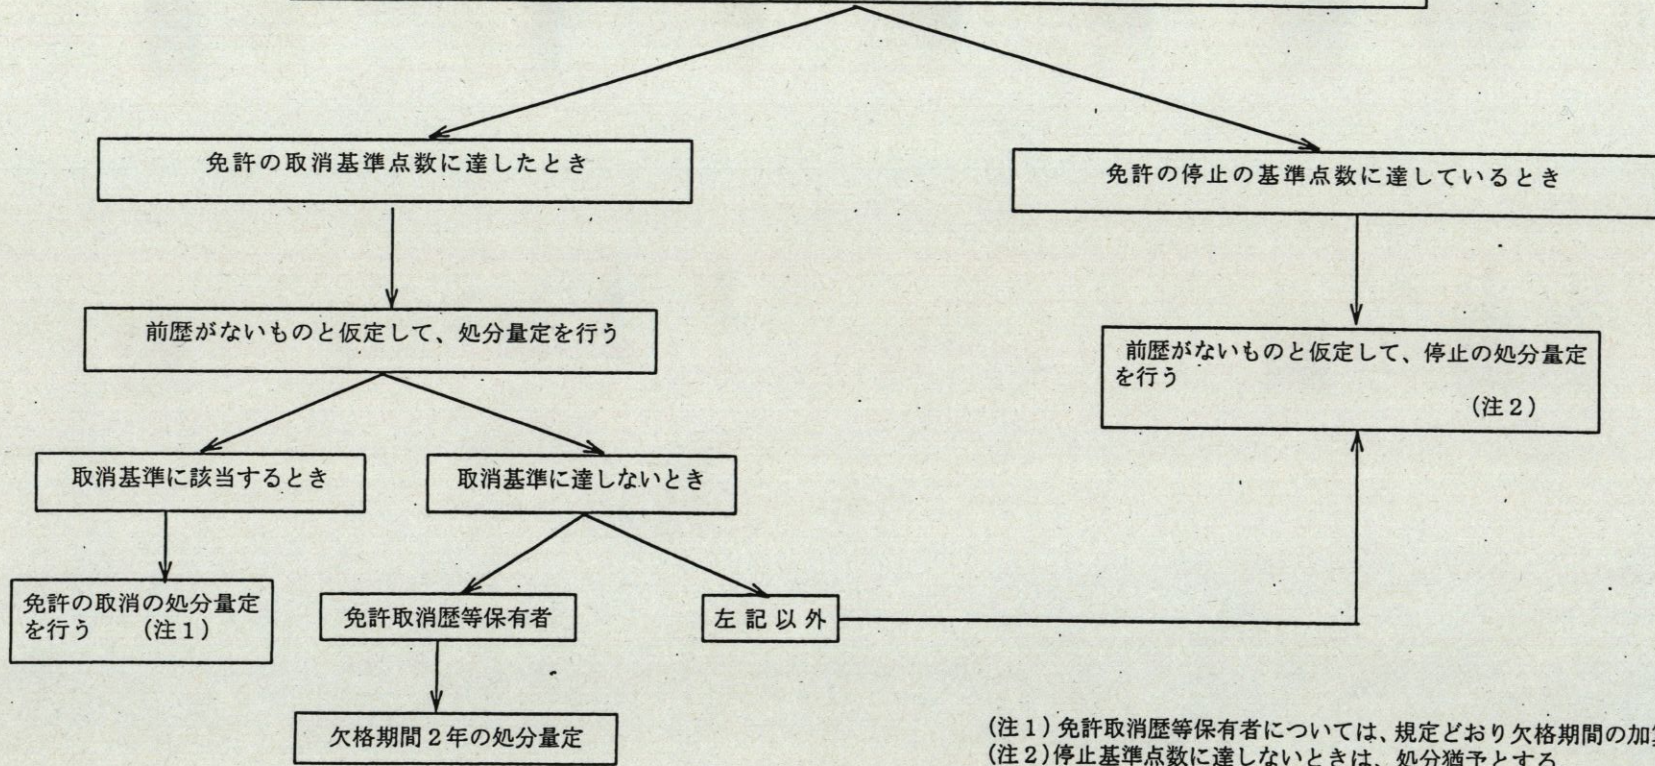 免許の取消基準点数に達したとき
免許の停止の基準点数に達しているとき
前歴がないものと仮定して、処分量定を行う
前歴がないものと仮定して、停止の処分量定
を行う
(注2)
取消基準に該当するとき
取消基準に達しないとき
免許の取消の処分量定
を行う (注1)
免許取消歴等保有者
左記以外
欠格期間2年の処分量定
(注1)免許取消歴等保有者については、規定どおり欠格期間の加算
(注2)停止基準点数に達しないときは、処分猶予とする